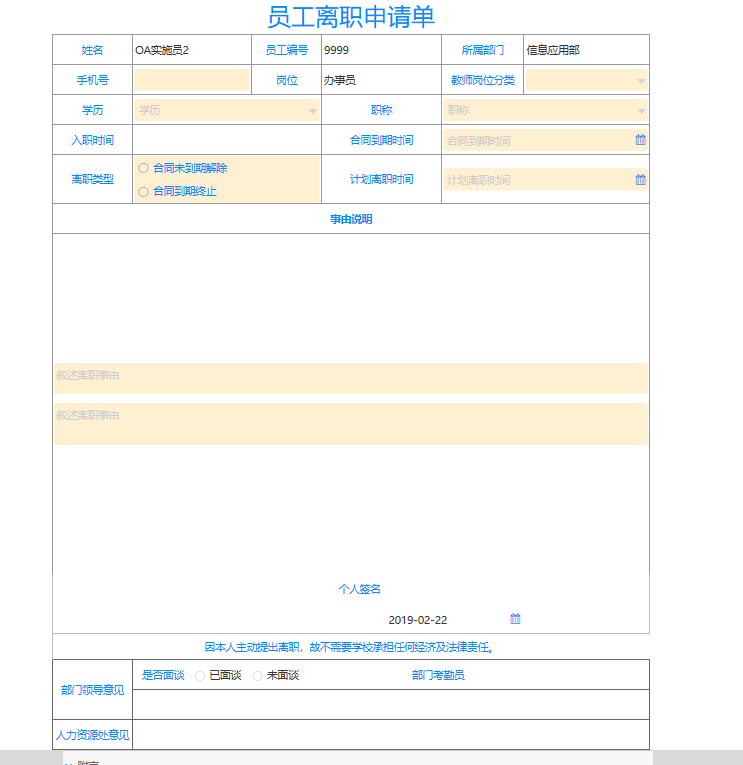 员工离职申请单
姓名 OA实施员2 员工编号 9999 所属部门 信息应用部
手机号 岗位 办事员 教师岗位分类
学历 学历 职称 职称
入职时间 合同到期时间 合同到期时间
离职类型 合同未到期解除 计划离职时间 计划离职时间
合同到期终止
事由说明
叙述离职事由
叙述离职事由
个人签名
2019-02-22
因本人主动提出离职，故不需要学校承担任何经济及法律责任。
部门领导意见 是否面谈 已面谈 未面谈 部门考勤员
人力资源处意见
附言